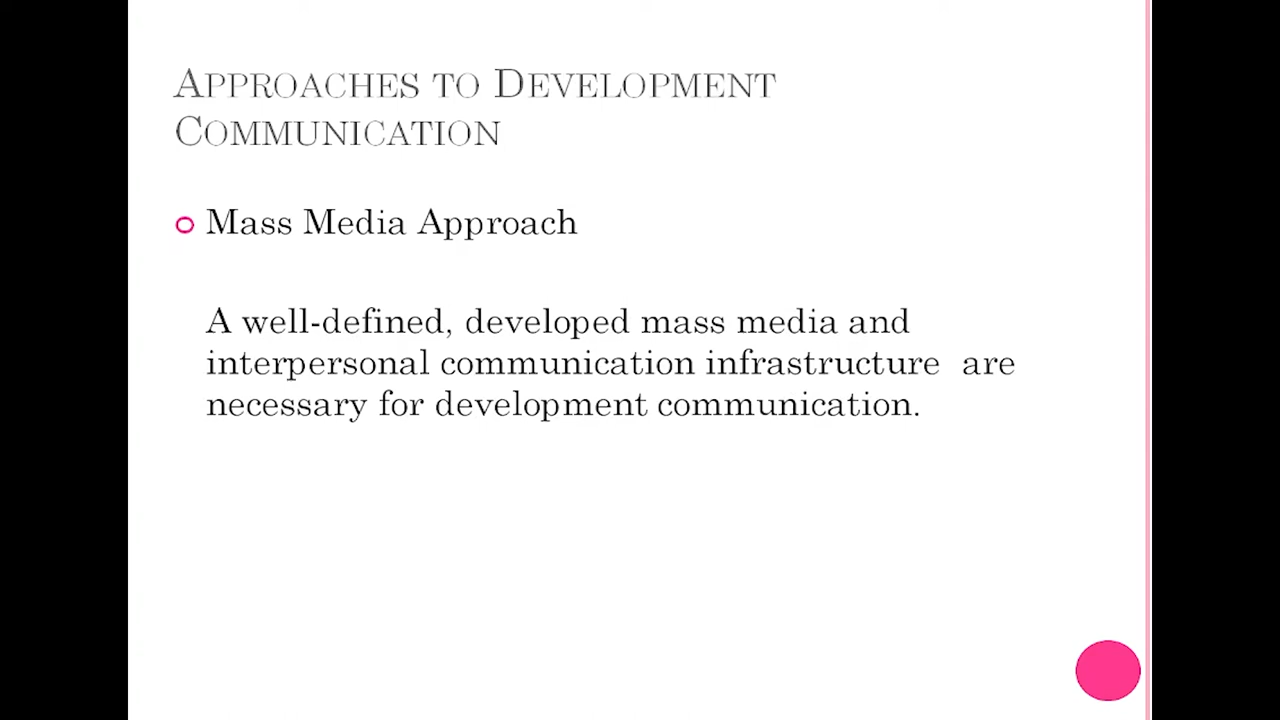 Approaches to Development
Communication
Mass Media Approach
A well-defined, developed mass media and
interpersonal communication infrastructure are
necessary for development communication.